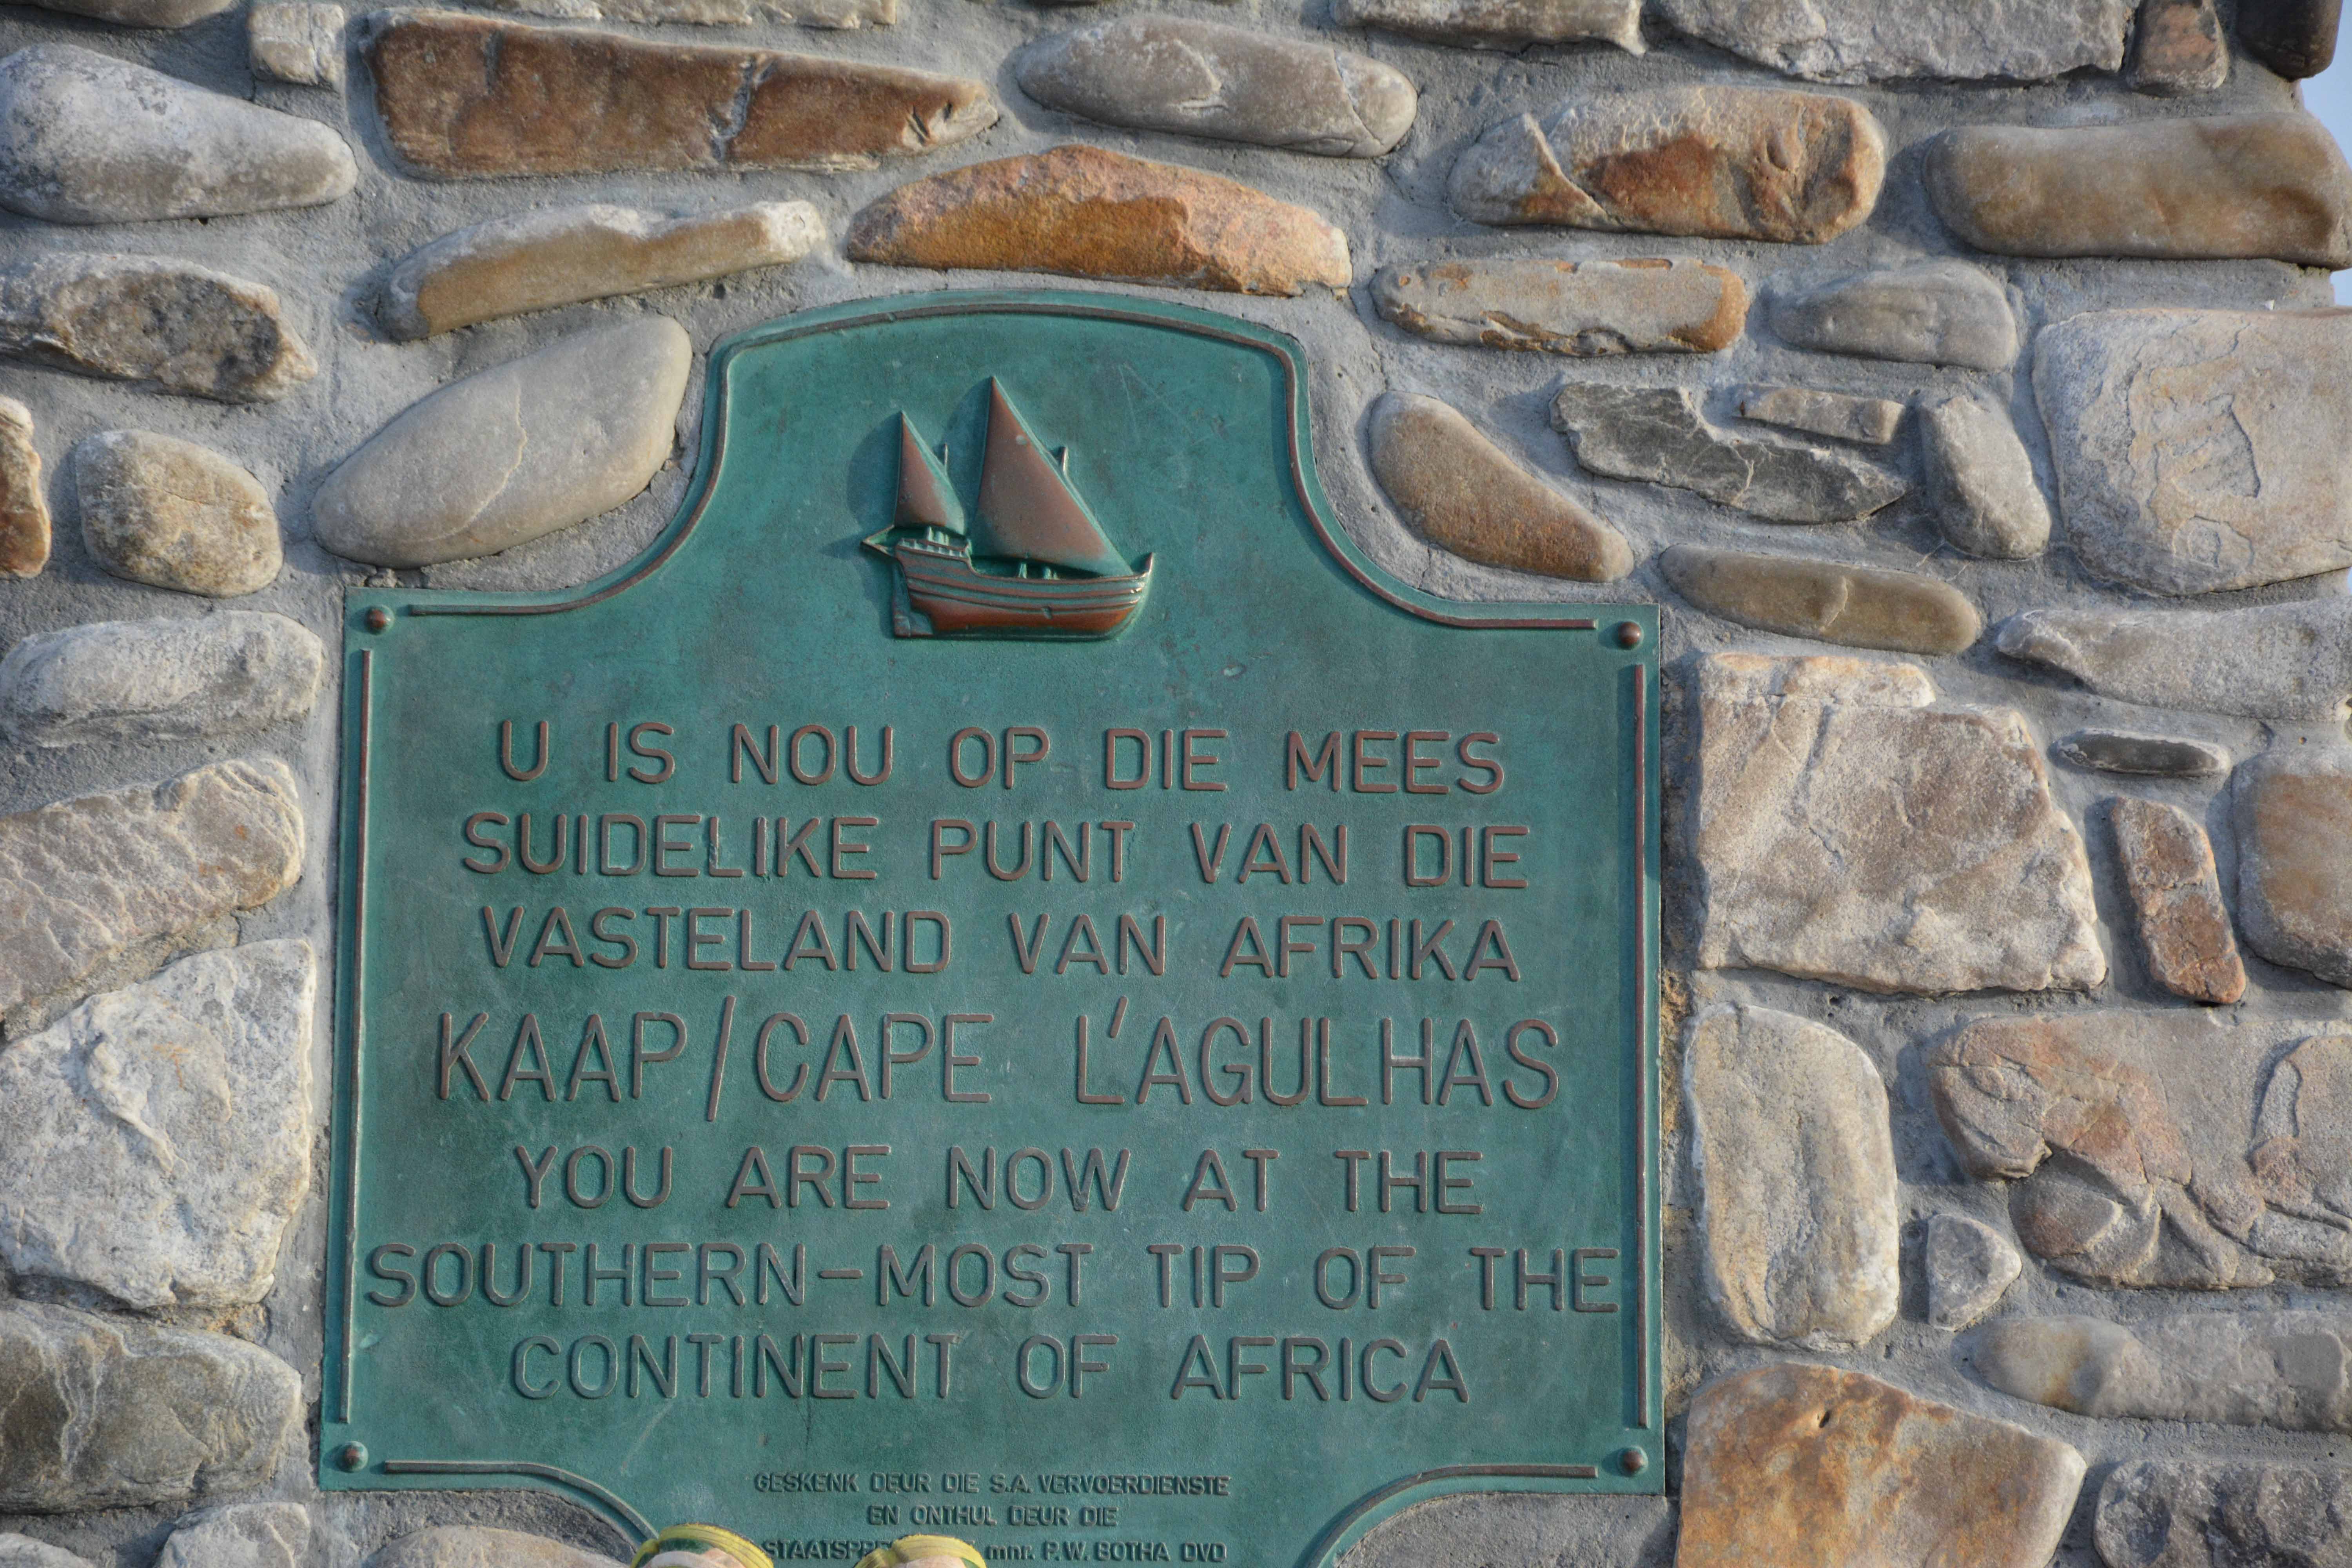 U IS NOU OP DIE MEES
SUIDELIKE PUNT VAN DIE
VASTELAND VAN AFRIKA
KAAP/CAPE L'AGULHAS
YOU ARE NOW AT THE
SOUTHERN-MOST TIP OF THE
CONTINENT OF AFRICA
GESKENK DEUR DIE S.A. VERVOERDIENSTE
EN ONTHUL DEUR DIE
mnr. P.W. BOTHA DVD